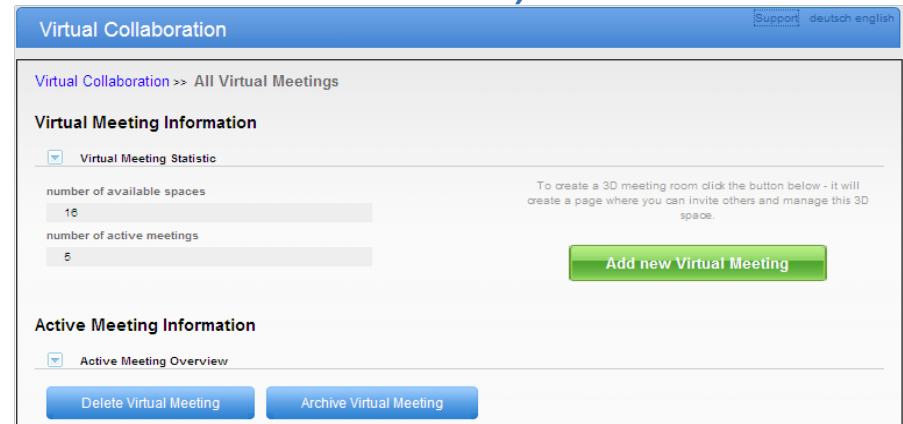 Support deutsch english
Virtual Collaboration
Virtual Collaboration >> All Virtual Meetings
Virtual Meeting Information
Virtual Meeting Statistic
number of available spaces
16
number of active meetings
5
To create a 3D meeting room click the button below - it will
create a page where you can invite others and manage this 3D
space.
Add new Virtual Meeting
Active Meeting Information
Active Meeting Overview
Delete Virtual Meeting
Archive Virtual Meeting